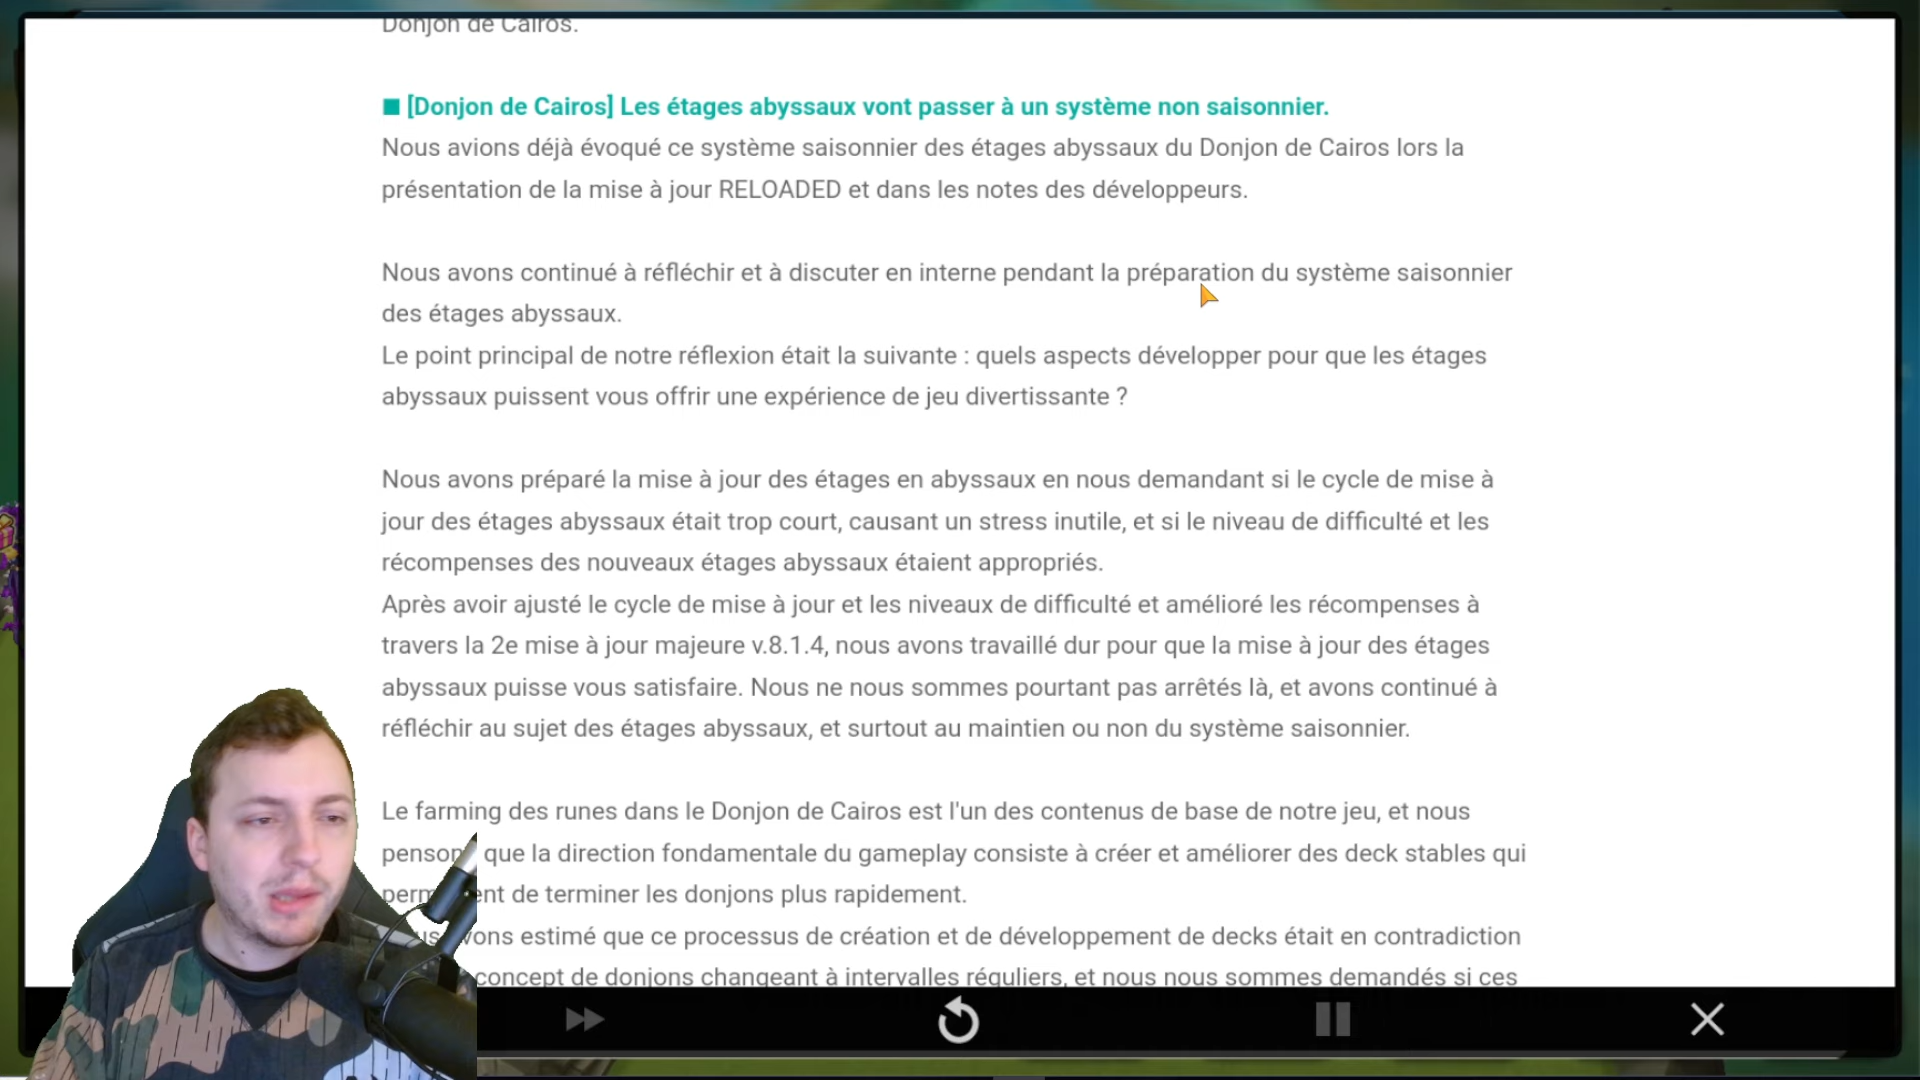 Donjon de Cairos.
■ [Donjon de Cairos] Les étages abyssaux vont passer à un système non saisonnier.
Nous avions déjà évoqué ce système saisonnier des étages abyssaux du Donjon de Cairos lors la
présentation de la mise à jour RELOADED et dans les notes des développeurs.
Nous avons continué à réfléchir et à discuter en interne pendant la préparation du système saisonnier
des étages abyssaux.
Le point principal de notre réflexion était la suivante : quels aspects développer pour que les étages
abyssaux puissent vous offrir une expérience de jeu divertissante ?
Nous avons préparé la mise à jour des étages en abyssaux en nous demandant si le cycle de mise à
jour des étages abyssaux était trop court, causant un stress inutile, et si le niveau de difficulté et les
récompenses des nouveaux étages abyssaux étaient appropriés.
Après avoir ajusté le cycle de mise à jour et les niveaux de difficulté et amélioré les récompenses à
travers la 2e mise à jour majeure v.8.1.4, nous avons travaillé dur pour que la mise à jour des étages
abyssaux puisse vous satisfaire. Nous ne nous sommes pourtant pas arrêtés là, et avons continué à
réfléchir au sujet des étages abyssaux, et surtout au maintien ou non du système saisonnier.
Le farming des runes dans le Donjon de Cairos est l'un des contenus de base de notre jeu, et nous
que la direction fondamentale du gameplay consiste à créer et améliorer des deck stables qui
de terminer les donjons plus rapidement.
estimé que ce processus de création et de développement de decks était en contradiction
concept de donjons changeant à intervalles réguliers, et nous nous sommes demandés si ces